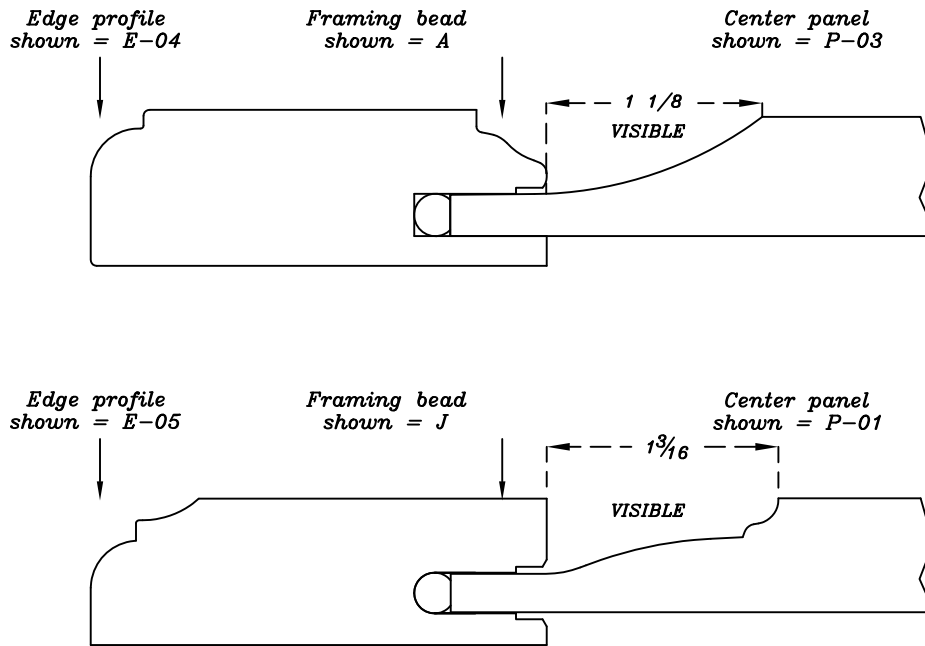 Edge profile
shown = E-04
Framing bead
shown = A
Center panel
shown = P-03
1 1/8
VISIBLE
Edge profile
shown = E-05
Framing bead
shown = J
Center panel
shown = P-01
1 3/16
VISIBLE